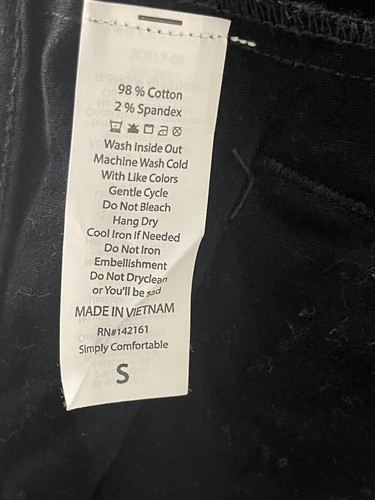 98 % Cotton
2 % Spandex
Wash Inside Out
Machine Wash Cold
With Like Colors
Gentle Cycle
Do Not Bleach
Hang Dry
Cool Iron if Needed
Do Not Iron
Embellishment
Do Not Dryclean
or You'll be sad
MADE IN VIETNAM
RN#142161
Simply Comfortable
S